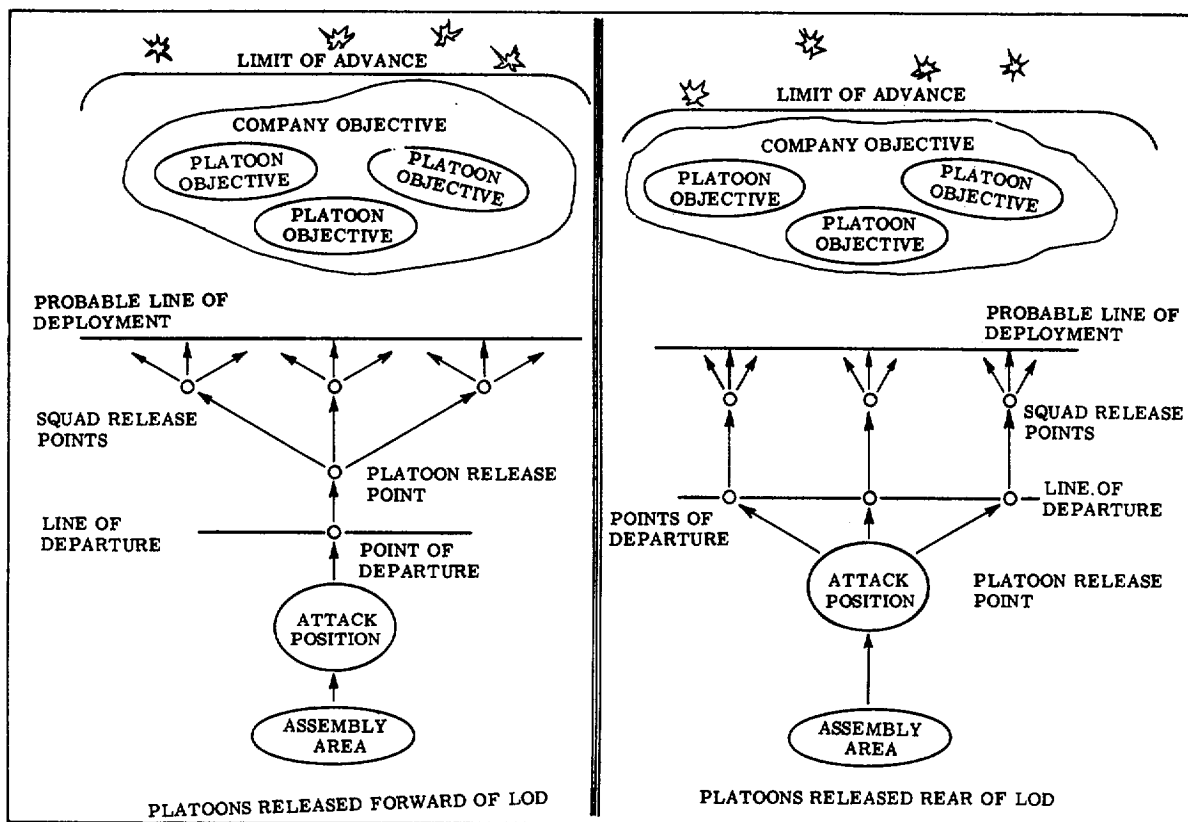 LIMIT OF ADVANCE
COMPANY OBJECTIVE
PLATOON
OBJECTIVE
PLATOON
OBJECTIVE
PLATOON
OBJECTIVE
PROBABLE LINE OF
DEPLOYMENT
SQUAD RELEASE
POINTS
PLATOON RELEASE
POINT
LINE OF
DEPARTURE
POINT OF
DEPARTURE
ATTACK
POSITION
ASSEMBLY
AREA
PLATOONS RELEASED FORWARD OF LOD
LIMIT OF ADVANCE
COMPANY OBJECTIVE
PLATOON
OBJECTIVE
PLATOON
OBJECTIVE
PLATOON
OBJECTIVE
PROBABLE LINE OF
DEPLOYMENT
SQUAD RELEASE
POINTS
LINE. OF
DEPARTURE
POINTS OF
DEPARTURE
ATTACK
POSITION
PLATOON RELEASE
POINT
ASSEMBLY
AREA
PLATOONS RELEASED REAR OF LOD